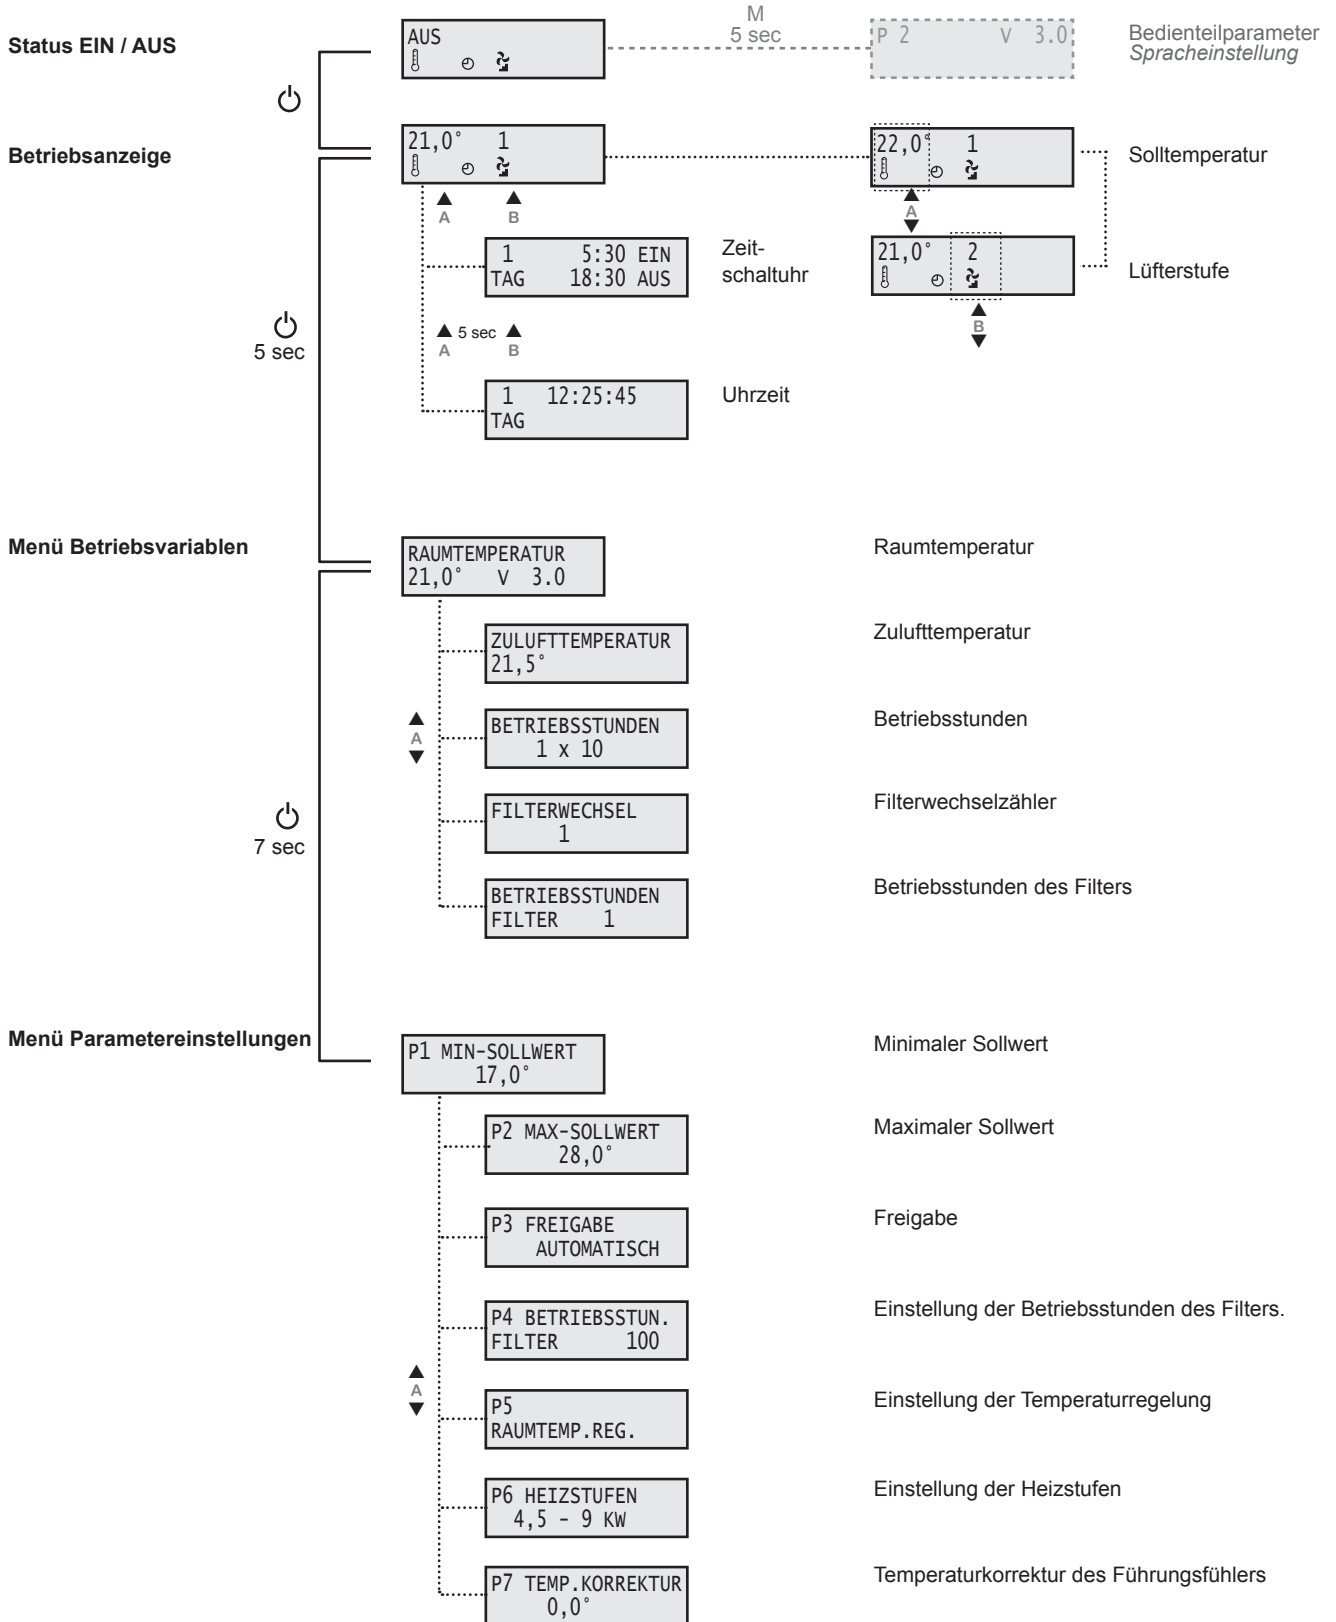 M
Status EIN / AUS
AUS
5 sec
P 2 V 3.0
Bedienteilparameter
Spracheinstellung
Betriebsanzeige
21,0° 1
22,0° 1
Solltemperatur
A B
A
1 5:30 EIN
TAG 18:30 AUS
Zeit-
schaltuhr
21,0° 2
Lüfterstufe
5 sec
A 5 sec B
B
1 12:25:45
TAG
Uhrzeit
Menü Betriebsvariablen
RAUMTEMPERATUR
21,0° V 3.0
Raumtemperatur
ZULUFTTEMPERATUR
21,5°
Zulufttemperatur
A
BETRIEBSSTUNDEN
1 x 10
Betriebsstunden
7 sec
FILTERWECHSEL
1
Filterwechselzähler
BETRIEBSSTUNDEN
FILTER 1
Betriebsstunden des Filters
Menü Parametereinstellungen
P1 MIN-SOLLWERT
17,0°
Minimaler Sollwert
P2 MAX-SOLLWERT
28,0°
Maximaler Sollwert
P3 FREIGABE
AUTOMATISCH
Freigabe
P4 BETRIEBSSTUN.
FILTER 100
Einstellung der Betriebsstunden des Filters.
A
P5
RAUMTEMP.REG.
Einstellung der Temperaturregelung
P6 HEIZSTUFEN
4,5 - 9 KW
Einstellung der Heizstufen
P7 TEMP.KORREKTUR
0,0°
Temperaturkorrektur des Führungsfühlers